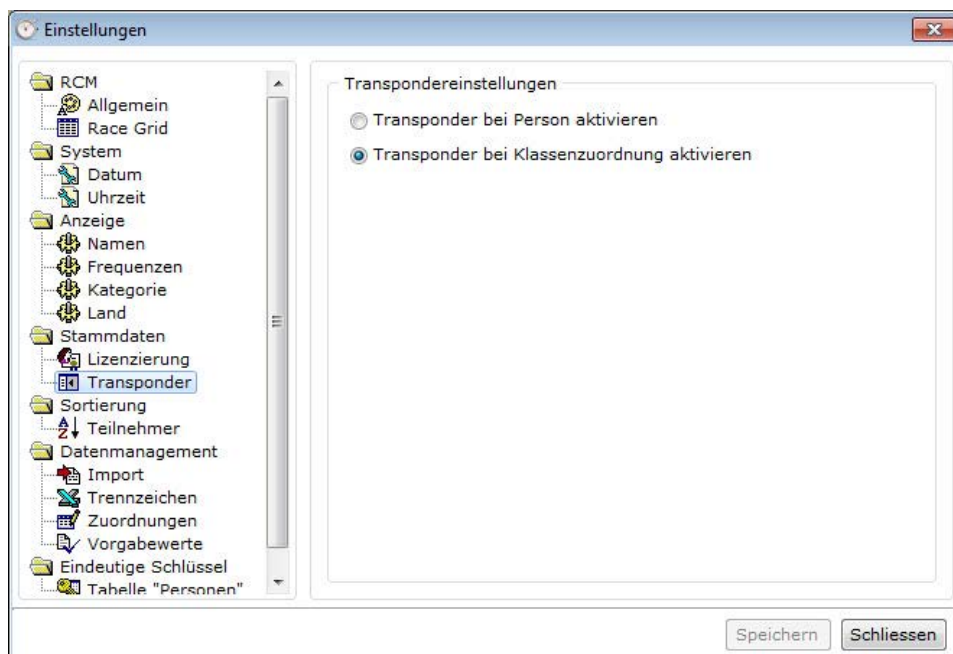 Einstellungen
RCM
Allgemein
Race Grid
System
Datum
Uhrzeit
Anzeige
Namen
Frequenzen
Kategorie
Land
Stammdaten
Lizenzierung
Transponder
Sortierung
Teilnehmer
Datenmanagement
Import
Trennzeichen
Zuordnungen
Vorgabewerte
Eindeutige Schlüssel
Tabelle "Personen"
Transpondereinstellungen
Transponder bei Person aktivieren
Transponder bei Klassenzuordnung aktivieren
Speichern
Schliessen